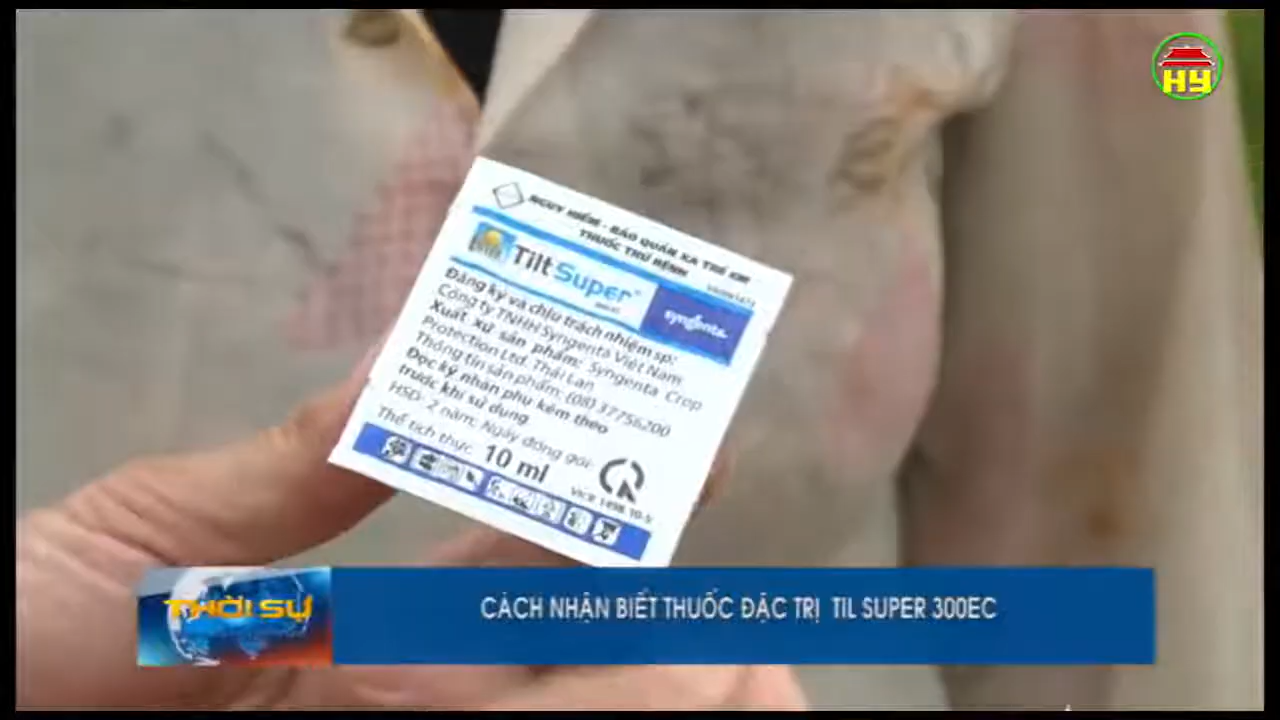 HY
NGUY HIỂM - BẢO QUẢN XA TRẺ EM
THUỐC TRỪ BỆNH
Tilt Super®
syngenta
Đăng ký và chịu trách nhiệm sp:
Công ty TNHH Syngenta Việt Nam
Xuất xứ sản phẩm: Syngenta Crop
Protection Ltd. Thái Lan
Thông tin sản phẩm: (08) 37756200
Đọc kỹ nhãn phụ kèm theo
trước khi sử dụng
HSD: 2 năm; Ngày đóng gói:
Thể tích thực: 10 ml
THỜI SỰ
CÁCH NHẬN BIẾT THUỐC ĐẶC TRỊ TIL SUPER 300EC